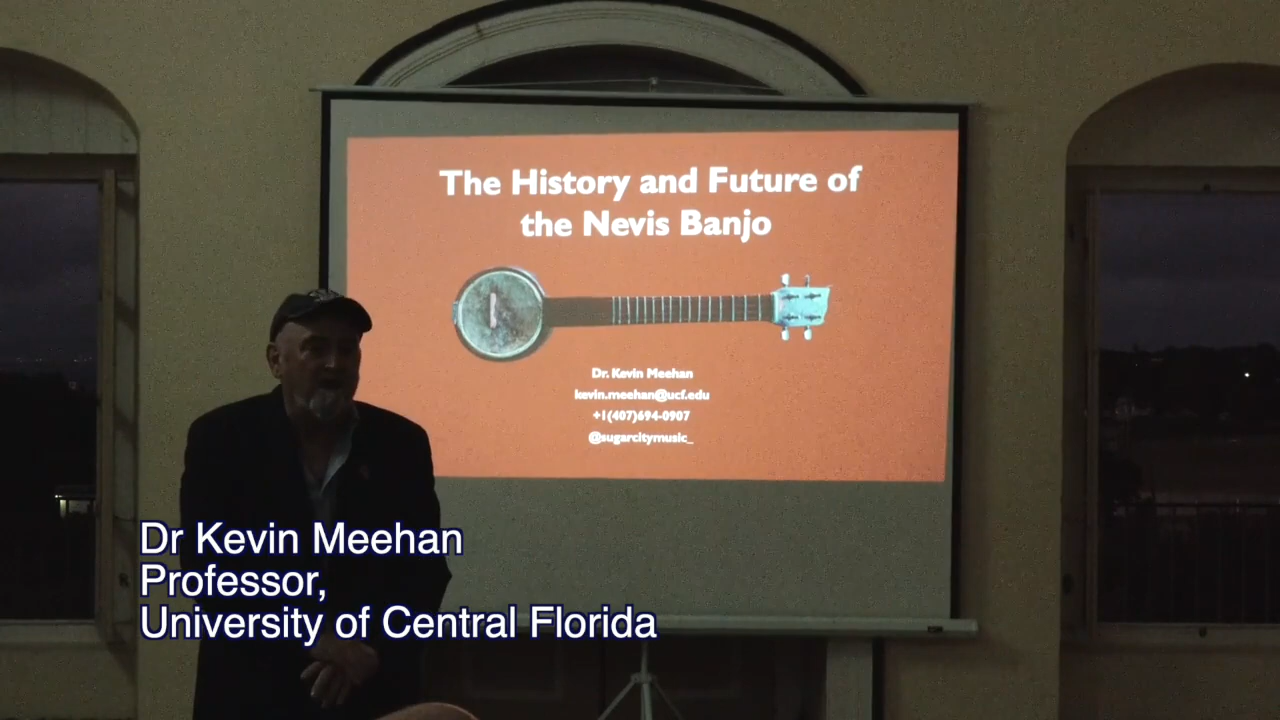 The History and Future of
the Nevis Banjo
Dr. Kevin Meehan
kevin.meehan@ucf.edu
+1(407)694-0907
@sugarcitymusic_
Dr Kevin Meehan
Professor,
University of Central Florida